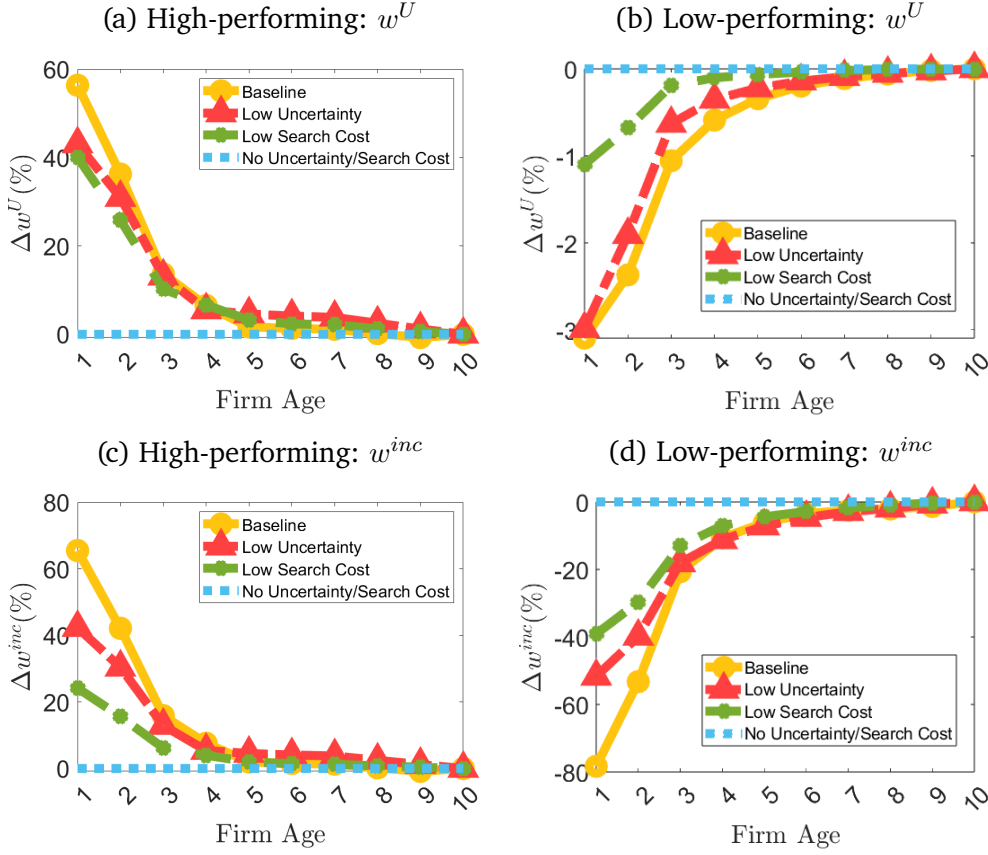 (a) High-performing: w^U
60
40
20
0
Δw^U(%)
1 2 3 4 5 6 7 8 9 10
Firm Age
Baseline
Low Uncertainty
Low Search Cost
No Uncertainty/Search Cost
(b) Low-performing: w^U
0
-1
-2
-3
Δw^U(%)
1 2 3 4 5 6 7 8 9 10
Firm Age
Baseline
Low Uncertainty
Low Search Cost
No Uncertainty/Search Cost
(c) High-performing: w^{inc}
80
60
40
20
0
Δw^{inc}(%)
1 2 3 4 5 6 7 8 9 10
Firm Age
Baseline
Low Uncertainty
Low Search Cost
No Uncertainty/Search Cost
(d) Low-performing: w^{inc}
0
-20
-40
-60
-80
Δw^{inc}(%)
1 2 3 4 5 6 7 8 9 10
Firm Age
Baseline
Low Uncertainty
Low Search Cost
No Uncertainty/Search Cost